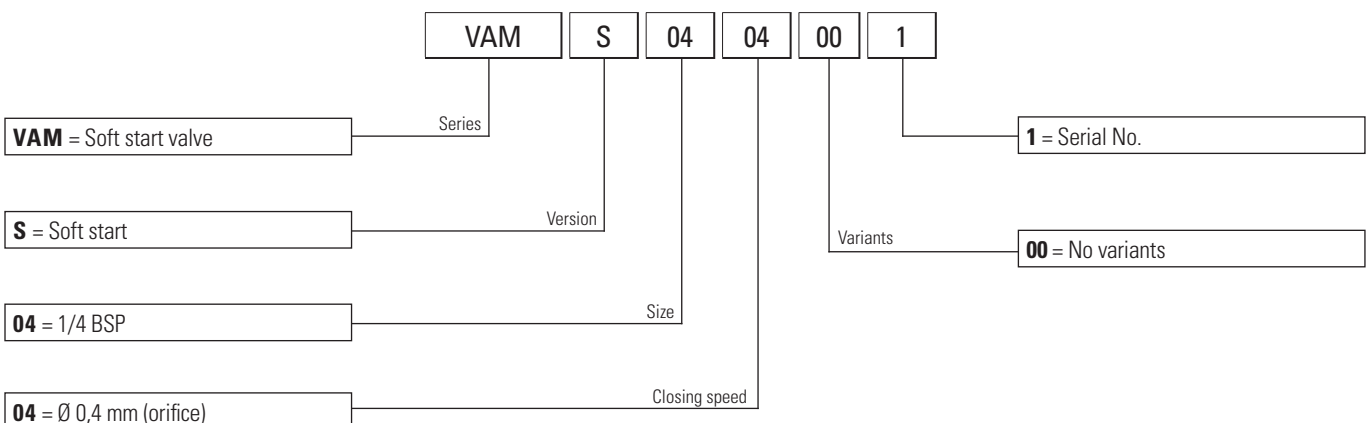 VAM S 04 04 00 1
Series
VAM = Soft start valve
1 = Serial No.
Version
S = Soft start
Variants
00 = No variants
Size
04 = 1/4 BSP
Closing speed
04 = Ø 0,4 mm (orifice)